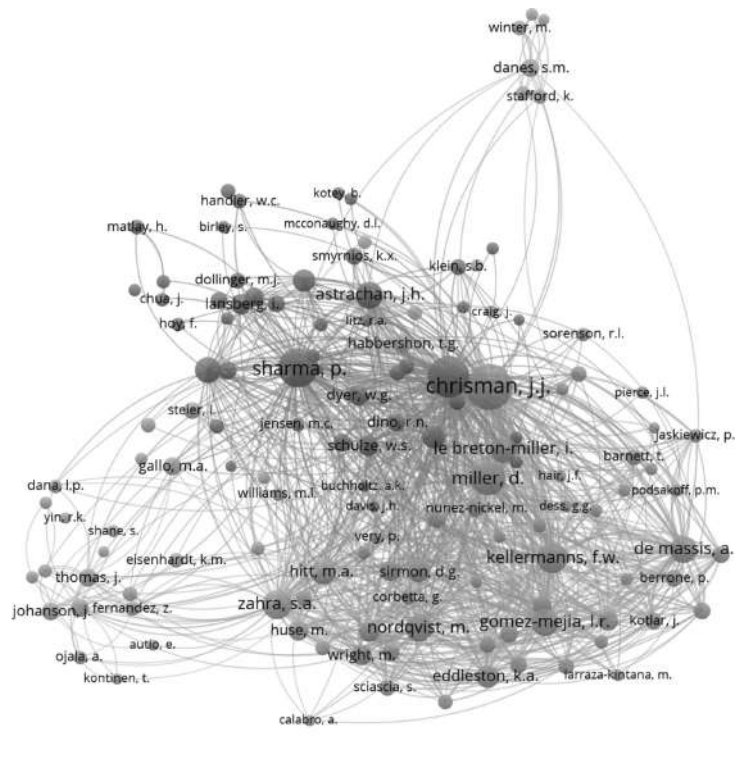 winter, m.
danes, s.m.
stafford, k.
handler, w.c.
kotey, b.
matlay, h.
birley, s.
mcconaughy, d.l.
smyrnios, k.x.
klein, s.b.
dollinger, m.j.
chua, j.
lansberg, i.
astrachan, j.h.
craig, j.
hoy, f.
litz, r.a.
sorenson, r.l.
habbershon, t.g.
sharma, p.
chrisman, j.j.
dyer, w.g.
pierce, j.l.
steier, l.
jensen, m.c.
dino, r.n.
jaskiewicz, p.
schulze, w.s.
le breton-miller, i.
barnett, t.
gallo, m.a.
miller, d.
hair, j.f.
dana, l.p.
williams, m.l.
buchholtz, a.k.
podsakoff, p.m.
davis, j.h.
nunez-nickel, m.
dess, g.g.
yin, r.k.
shane, s.
very, p.
eisenhardt, k.m.
kellermanns, f.w.
de massis, a.
thomas, j.
hitt, m.a.
sirmon, d.g.
berrone, p.
corbetta, g.
johanson, j.
fernandez, z.
zahra, s.a.
huse, m.
nordqvist, m.
gomez-mejia, l.r.
kotlar, j.
autio, e.
ojala, a.
wright, m.
kontinen, t.
sciascia, s.
eddleston, k.a.
larraza-kintana, m.
calabro, a.